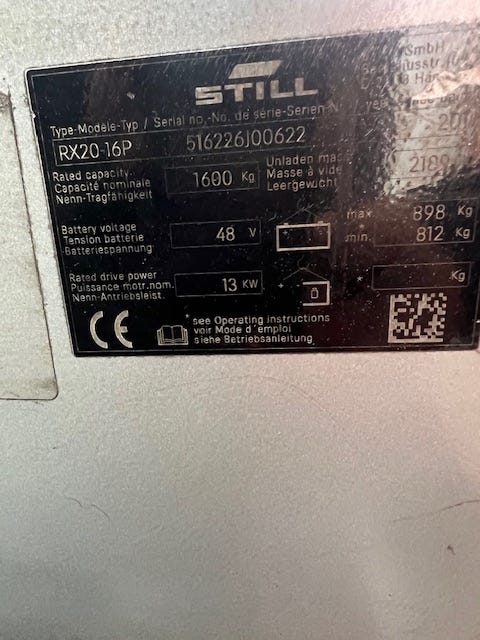 STILL
GmbH
Type-Modele-Typ / Serial no.-No. de série-Serien-N
RX20-16P 516226J00622
Rated capacity
Capacité nominale
Nenn-Tragfähigkeit
1600 Kg
Unladen mas
Masse à vide
Leergewicht
2189
Battery voltage
Tension batterie
Batteriespannung
48 V
max. 898 Kg
min. 812 Kg
Rated drive power
Puissance motr.nom.
Nenn-Antriebsleist.
13 KW
Kg
CE
*see Operating instructions
voir Mode d'emploi
siehe Betriebsanleitung